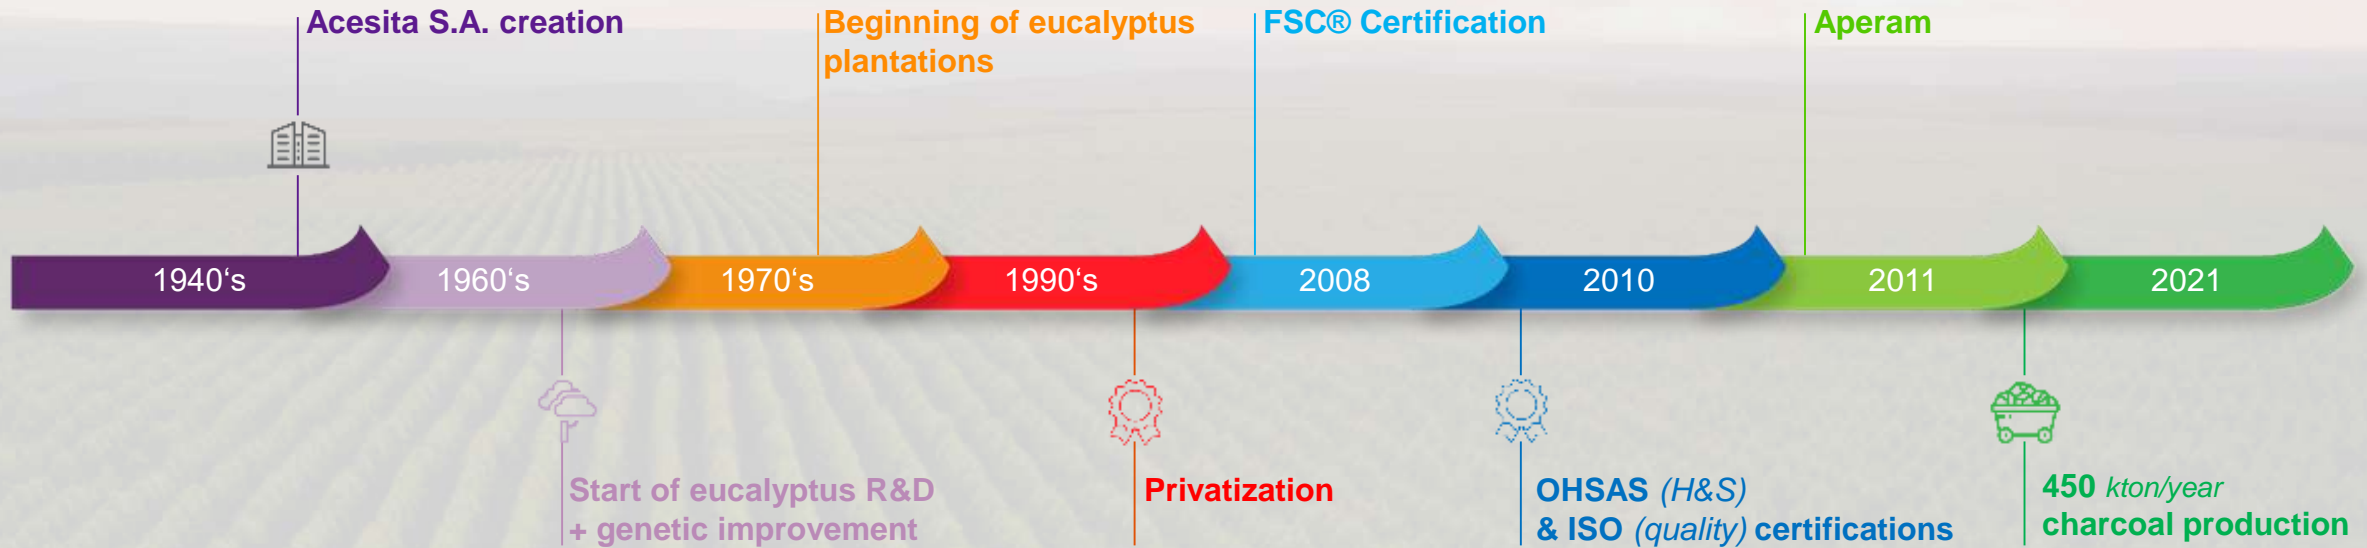 Acesita S.A. creation
Beginning of eucalyptus
plantations
FSC® Certification
Aperam
1940‘s
1960‘s
1970‘s
1990‘s
2008
2010
2011
2021
Start of eucalyptus R&D
+ genetic improvement
Privatization
OHSAS (H&S)
& ISO (quality) certifications
450 kton/year
charcoal production